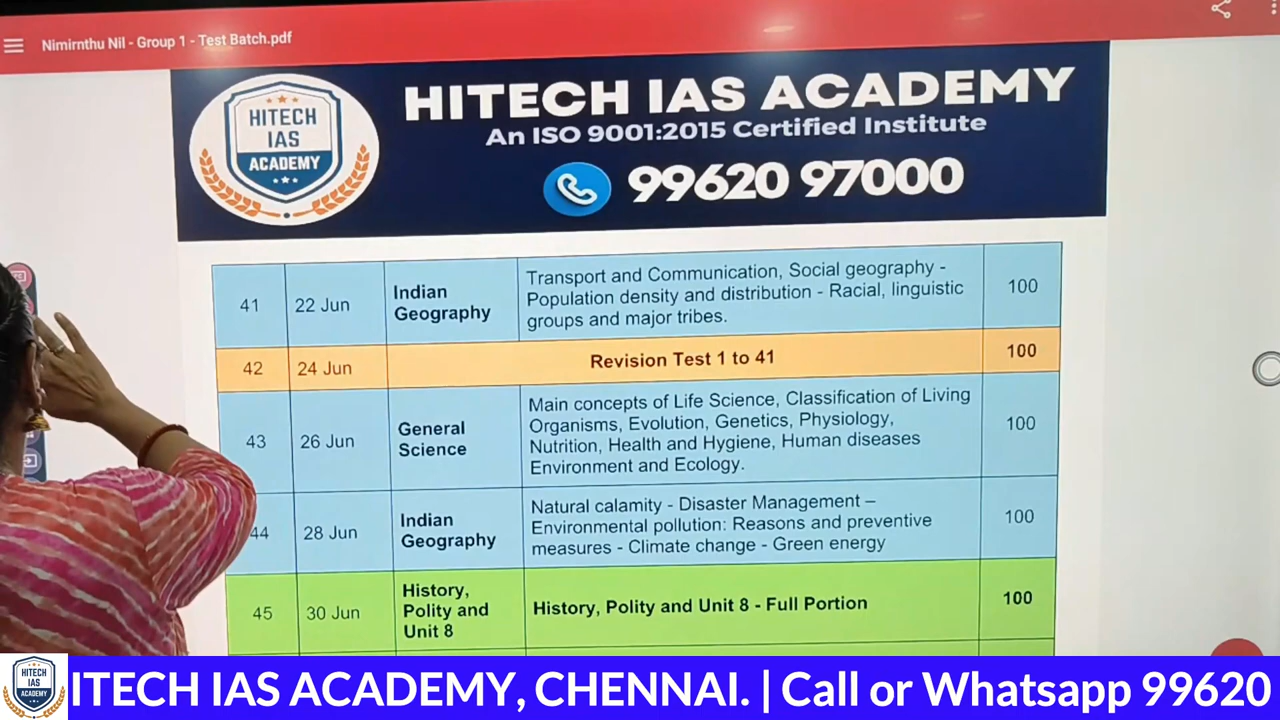 Nimirnthu Nil - Group 1 - Test Batch.pdf
HITECH
IAS
ACADEMY
HITECH IAS ACADEMY
An ISO 9001:2015 Certified Institute
99620 97000
41 22 Jun Indian Geography Transport and Communication, Social geography -
Population density and distribution - Racial, linguistic
groups and major tribes. 100
42 24 Jun Revision Test 1 to 41 100
43 26 Jun General Science Main concepts of Life Science, Classification of Living
Organisms, Evolution, Genetics, Physiology,
Nutrition, Health and Hygiene, Human diseases
Environment and Ecology. 100
44 28 Jun Indian Geography Natural calamity - Disaster Management –
Environmental pollution: Reasons and preventive
measures - Climate change - Green energy 100
45 30 Jun History, Polity and Unit 8 History, Polity and Unit 8 - Full Portion 100
HITECH
IAS
ACADEMY
ITECH IAS ACADEMY, CHENNAI. | Call or Whatsapp 99620